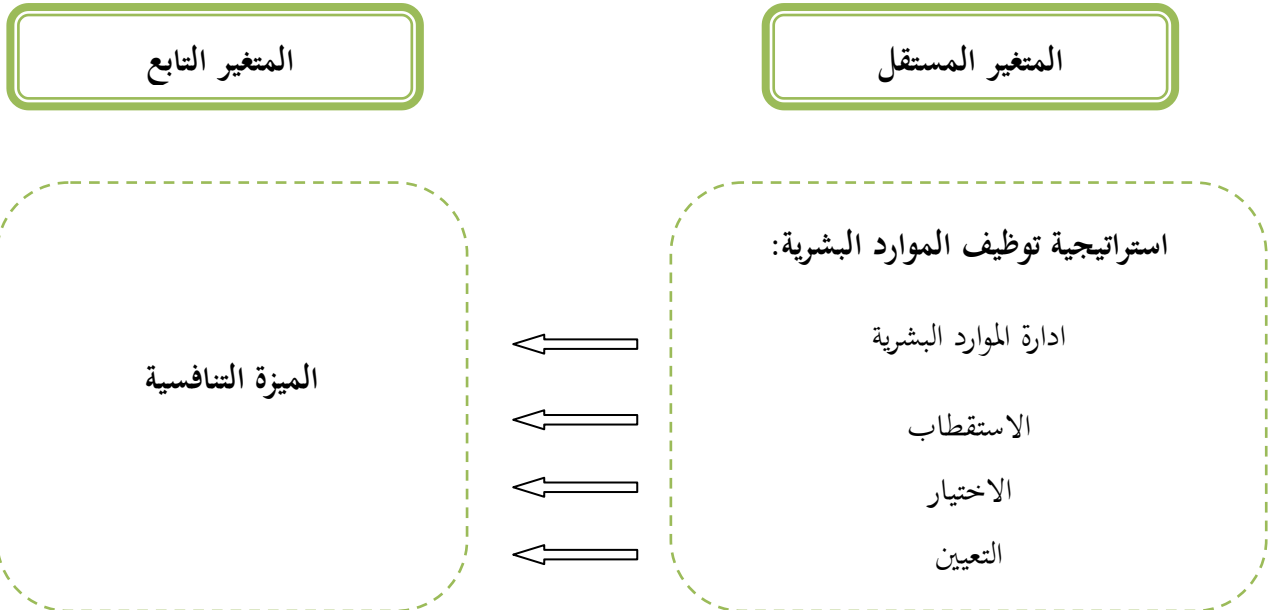 المتغير المستقل
المتغير التابع
استراتيجية توظيف الموارد البشرية:
ادارة الموارد البشرية
الاستقطاب
الاختيار
التعيين
الميزة التنافسية